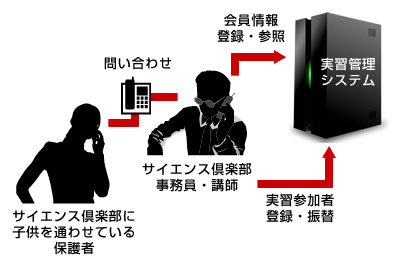 会員情報
登録・参照
問い合わせ
実習管理
システム
サイエンス倶楽部
事務員・講師
サイエンス倶楽部に
子供を通わせている
保護者
実習参加者
登録・振替